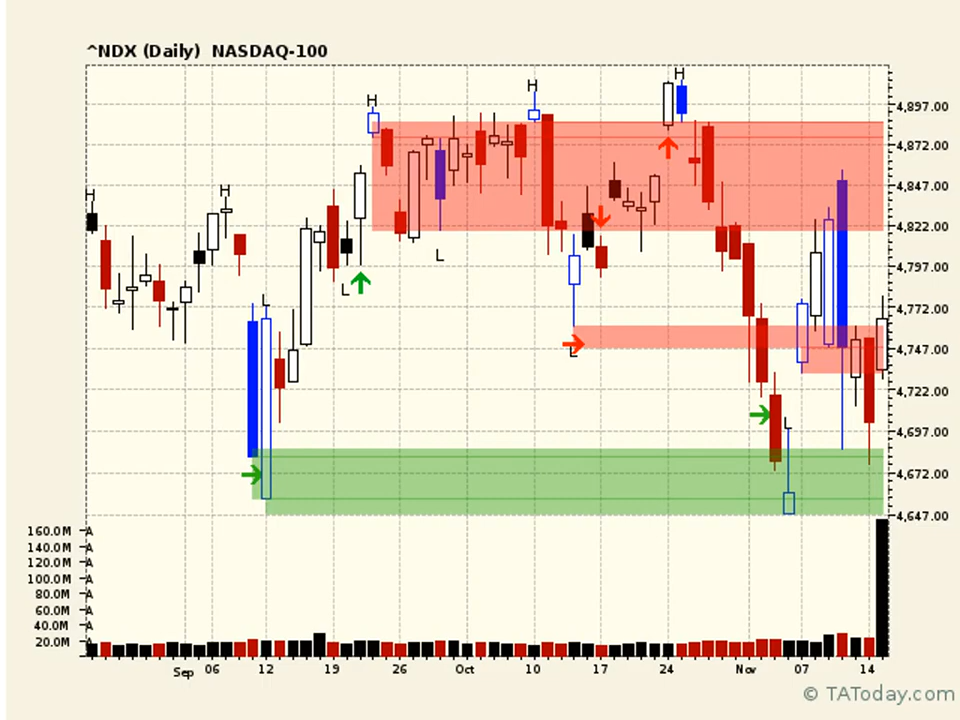 ^NDX (Daily) NASDAQ-100
H
H
H
H
H
L
L
L
L
L
4,897.00
4,872.00
4,847.00
4,822.00
4,797.00
4,772.00
4,747.00
4,722.00
4,697.00
4,672.00
4,647.00
160.0M A
140.0M A
120.0M A
100.0M A
80.0M A
60.0M A
40.0M A
20.0M A
Sep 06 12 19 26 Oct 10 17 24 Nov 07 14
© TAToday.com